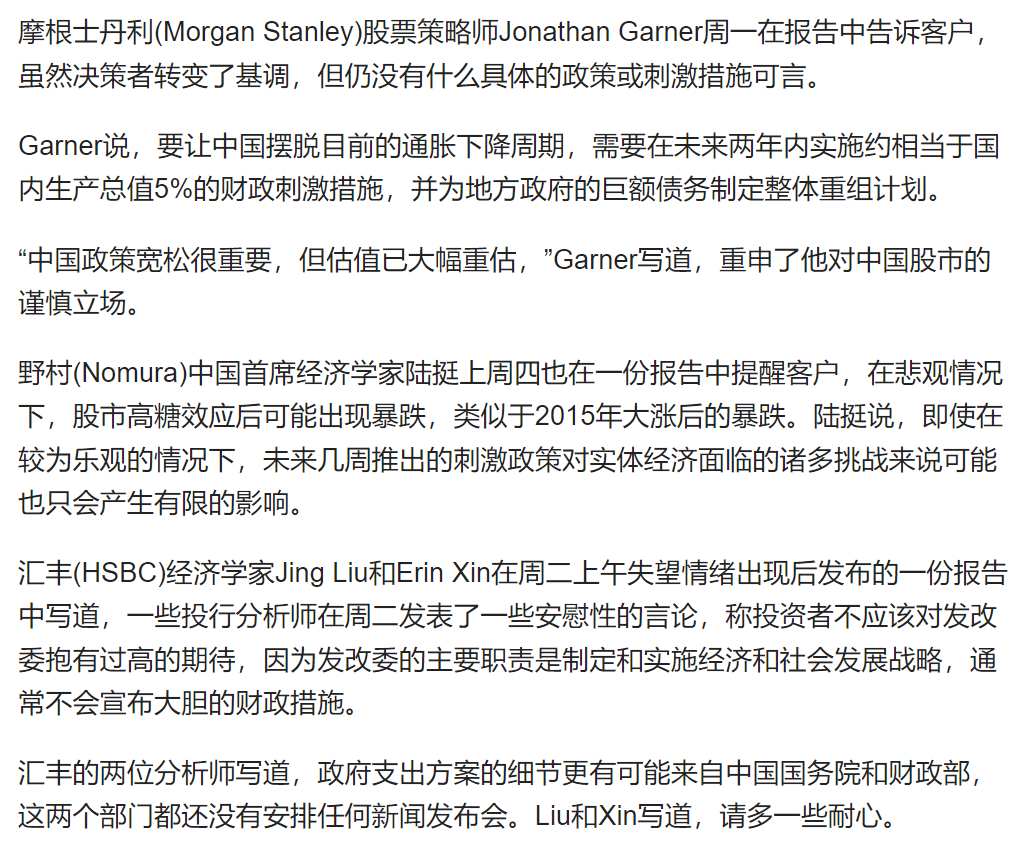 摩根士丹利(Morgan Stanley)股票策略师Jonathan Garner周一在报告中告诉客户，
虽然决策者转变了基调，但仍没有什么具体的政策或刺激措施可言。
Garner说，要让中国摆脱目前的通胀下降周期，需要在未来两年内实施约相当于国
内生产总值5%的财政刺激措施，并为地方政府的巨额债务制定整体重组计划。
“中国政策宽松很重要，但估值已大幅重估，”Garner写道，重申了他对中国股市的
谨慎立场。
野村(Nomura)中国首席经济学家陆挺上周四也在一份报告中提醒客户，在悲观情况
下，股市高糖效应后可能出现暴跌，类似于2015年大涨后的暴跌。陆挺说，即使在
较为乐观的情况下，未来几周推出的刺激政策对实体经济面临的诸多挑战来说可能
也只会产生有限的影响。
汇丰(HSBC)经济学家Jing Liu和Erin Xin在周二上午失望情绪出现后发布的一份报告
中写道，一些投行分析师在周二发表了一些安慰性的言论，称投资者不应该对发改
委抱有过高的期待，因为发改委的主要职责是制定和实施经济和社会发展战略，通
常不会宣布大胆的财政措施。
汇丰的两位分析师写道，政府支出方案的细节更有可能来自中国国务院和财政部，
这两个部门都还没有安排任何新闻发布会。Liu和Xin写道，请多一些耐心。